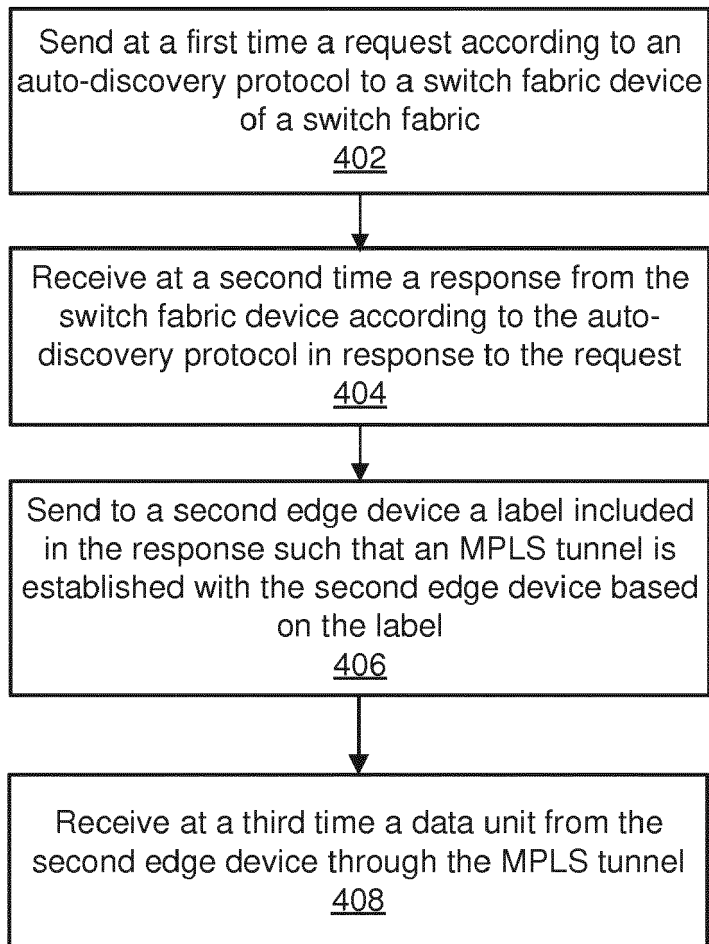 Send at a first time a request according to an
auto-discovery protocol to a switch fabric device
of a switch fabric
402
Receive at a second time a response from the
switch fabric device according to the auto-
discovery protocol in response to the request
404
Send to a second edge device a label included
in the response such that an MPLS tunnel is
established with the second edge device based
on the label
406
Receive at a third time a data unit from the
second edge device through the MPLS tunnel
408